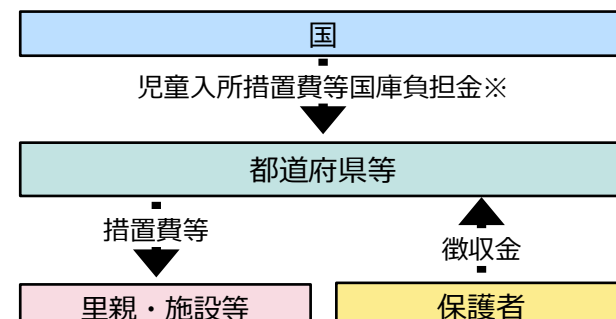 国
児童入所措置費等国庫負担金※
都道府県等
措置費等
徴収金
里親・施設等
保護者